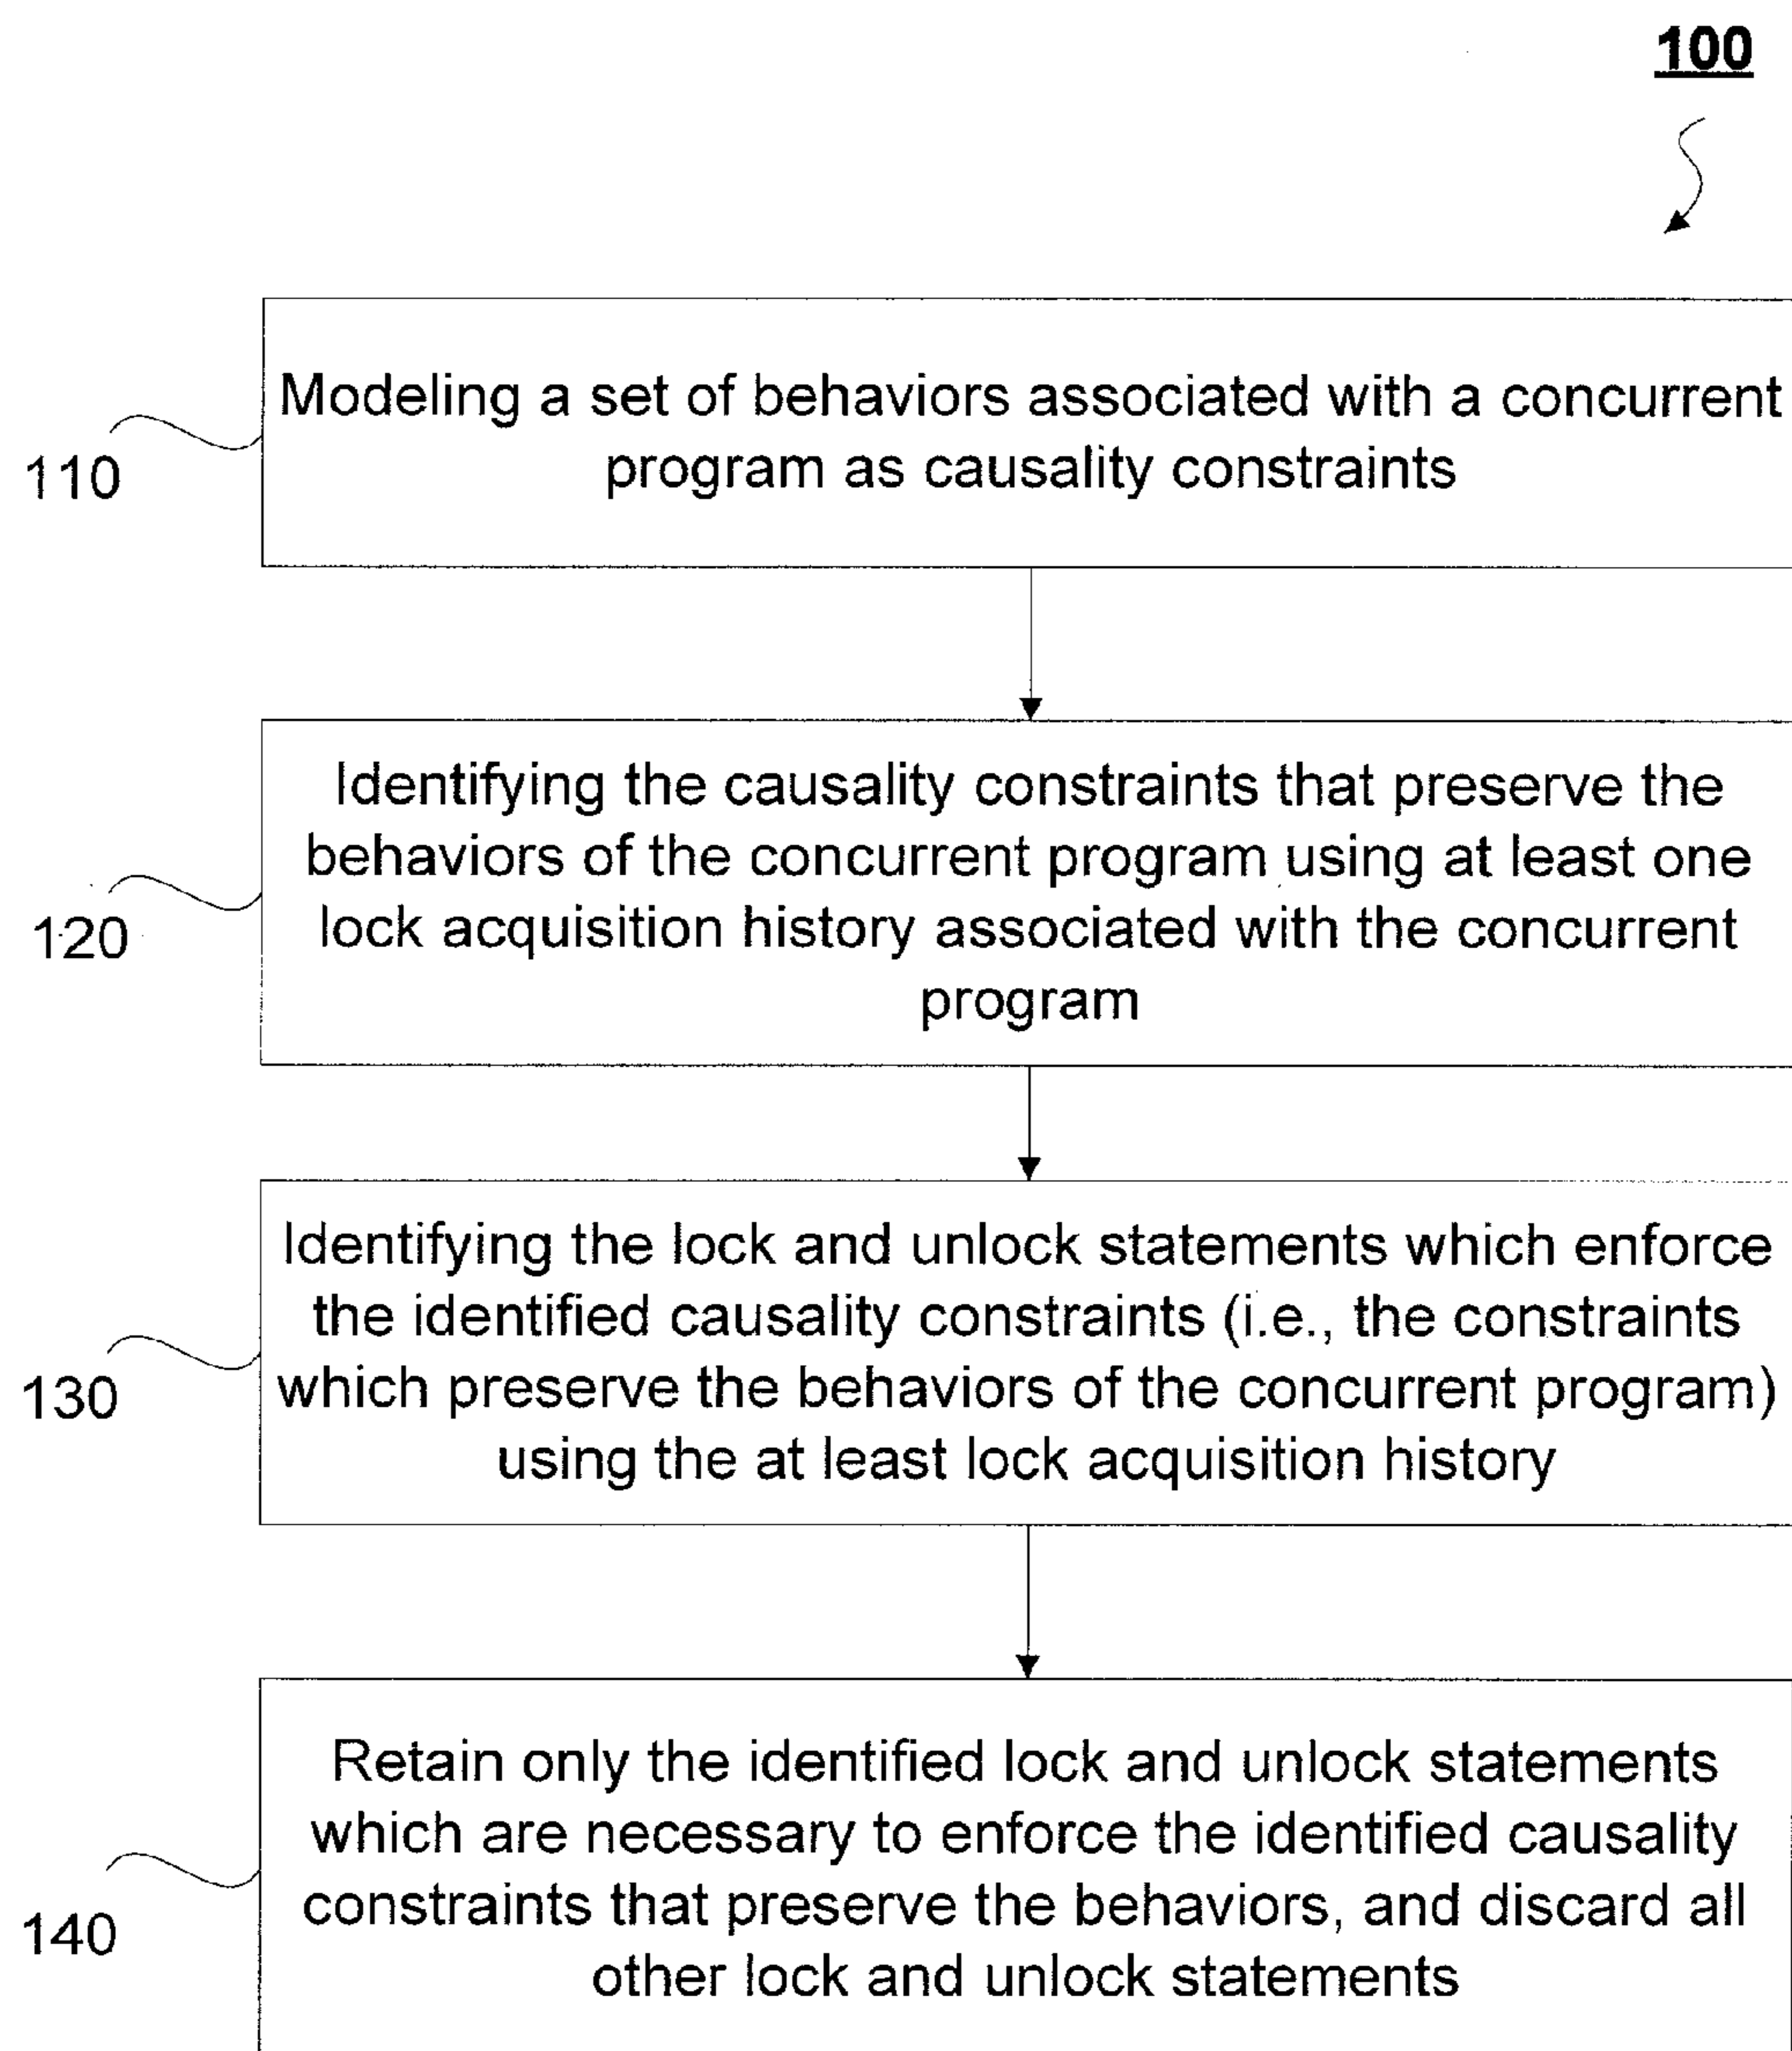 100
Modeling a set of behaviors associated with a concurrent
program as causality constraints
110
Identifying the causality constraints that preserve the
behaviors of the concurrent program using at least one
lock acquisition history associated with the concurrent
program
120
Identifying the lock and unlock statements which enforce
the identified causality constraints (i.e., the constraints
which preserve the behaviors of the concurrent program)
using the at least lock acquisition history
130
Retain only the identified lock and unlock statements
which are necessary to enforce the identified causality
constraints that preserve the behaviors, and discard all
other lock and unlock statements
140